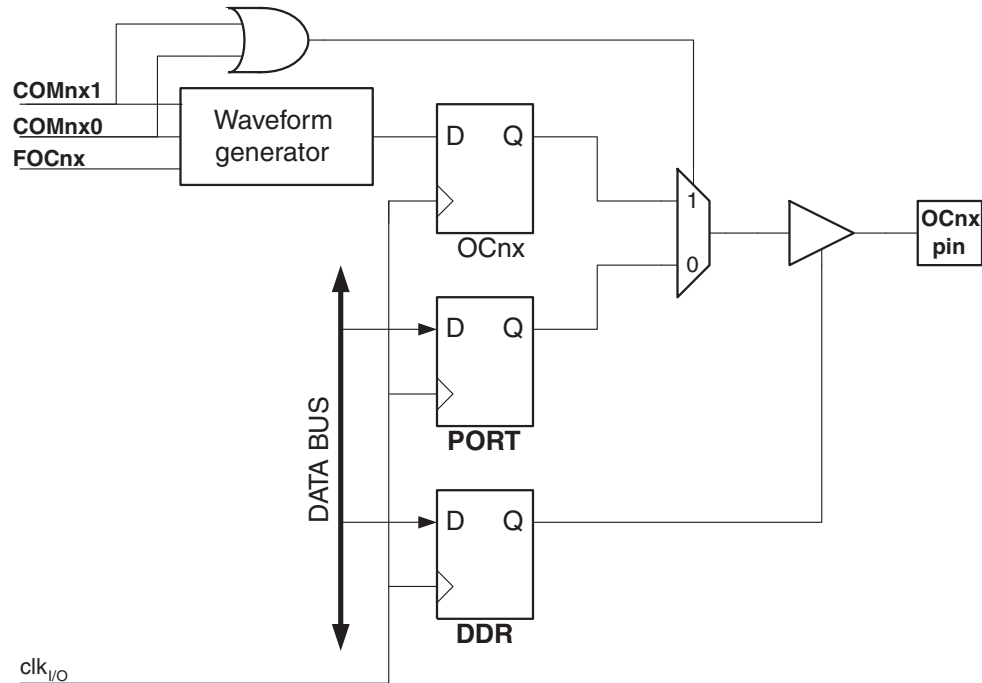 COMnx1
COMnx0
FOCnx
Waveform
generator
D Q
OCnx
1
0
OCnx
pin
D Q
PORT
DATA BUS
D Q
DDR
clkI/O